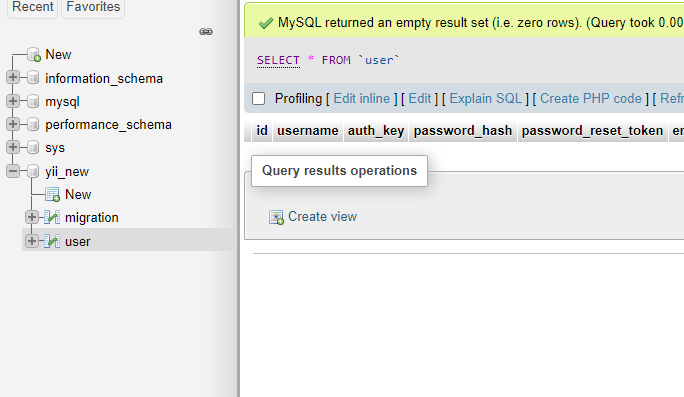 Recent Favorites
New
information_schema
mysql
performance_schema
sys
yii_new
New
migration
user
MySQL returned an empty result set (i.e. zero rows). (Query took 0.00
SELECT * FROM `user`
Profiling [ Edit inline ] [ Edit ] [ Explain SQL ] [ Create PHP code ] [ Refr
id username auth_key password_hash password_reset_token
Query results operations
Create view